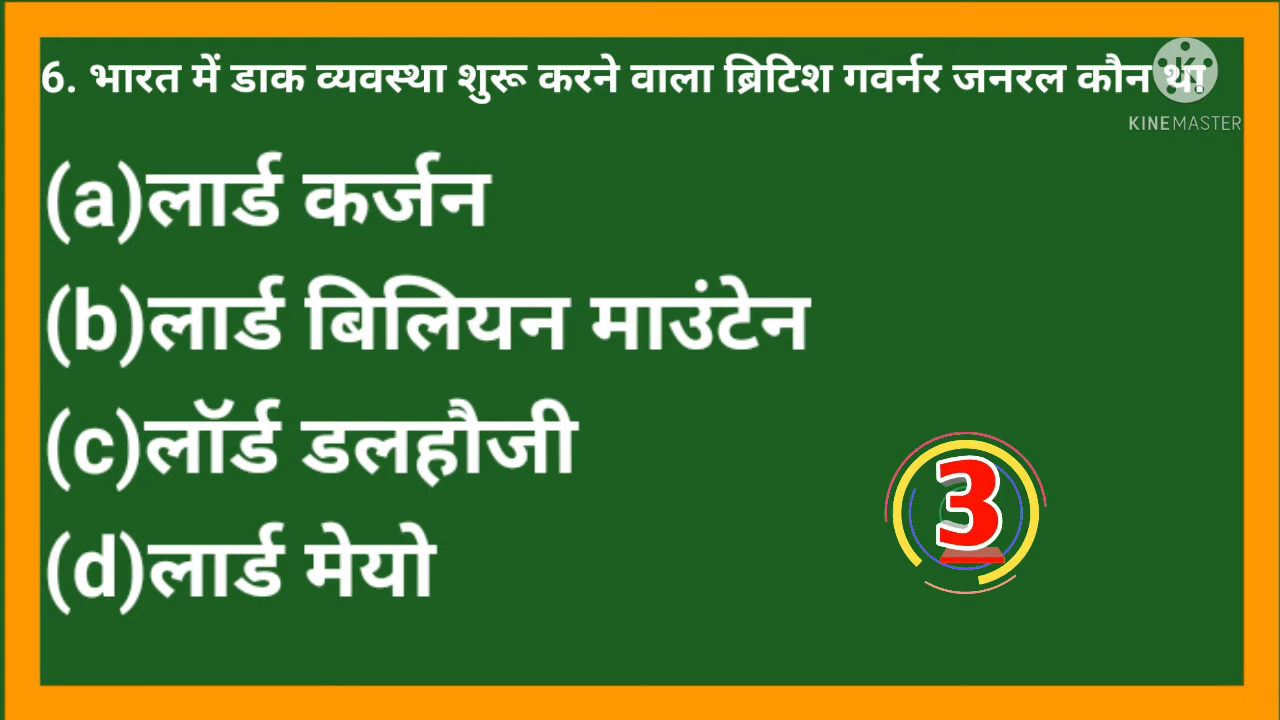 6. भारत में डाक व्यवस्था शुरू करने वाला ब्रिटिश गवर्नर जनरल कौन था
KINEMASTER
(a)लार्ड कर्जन
(b)लार्ड बिलियन माउंटेन
(c)लॉर्ड डलहौजी
(d)लार्ड मेयो
3